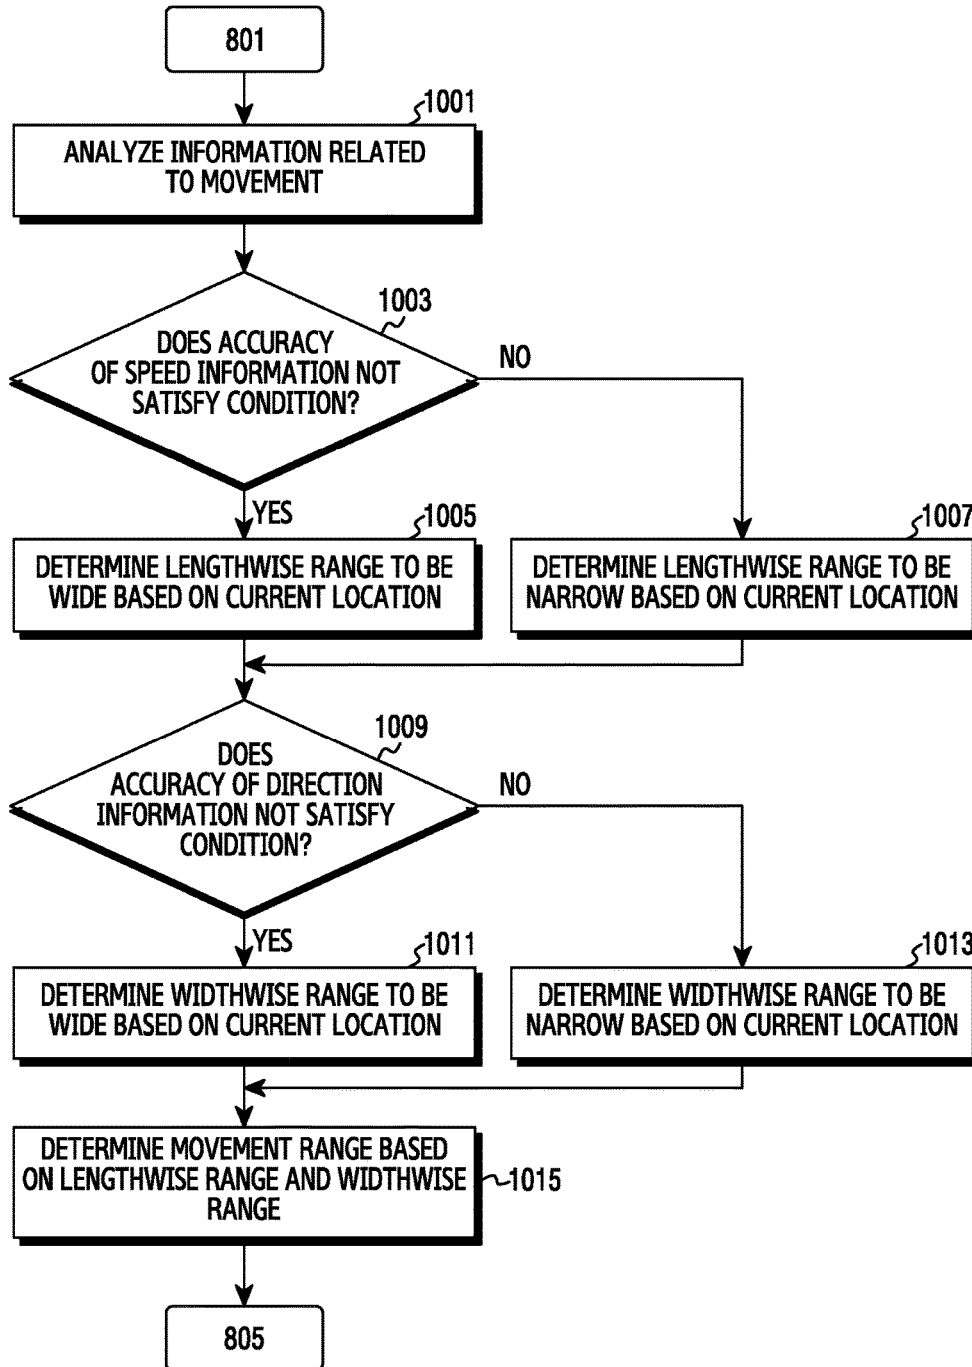 801
1001
ANALYZE INFORMATION RELATED
TO MOVEMENT
1003
DOES ACCURACY
OF SPEED INFORMATION NOT
SATISFY CONDITION?
NO
YES
1005
1007
DETERMINE LENGTHWISE RANGE TO BE
WIDE BASED ON CURRENT LOCATION
DETERMINE LENGTHWISE RANGE TO BE
NARROW BASED ON CURRENT LOCATION
1009
DOES
ACCURACY OF DIRECTION
INFORMATION NOT SATISFY
CONDITION?
NO
YES
1011
1013
DETERMINE WIDTHWISE RANGE TO BE
WIDE BASED ON CURRENT LOCATION
DETERMINE WIDTHWISE RANGE TO BE
NARROW BASED ON CURRENT LOCATION
DETERMINE MOVEMENT RANGE BASED
ON LENGTHWISE RANGE AND WIDTHWISE
RANGE
1015
805